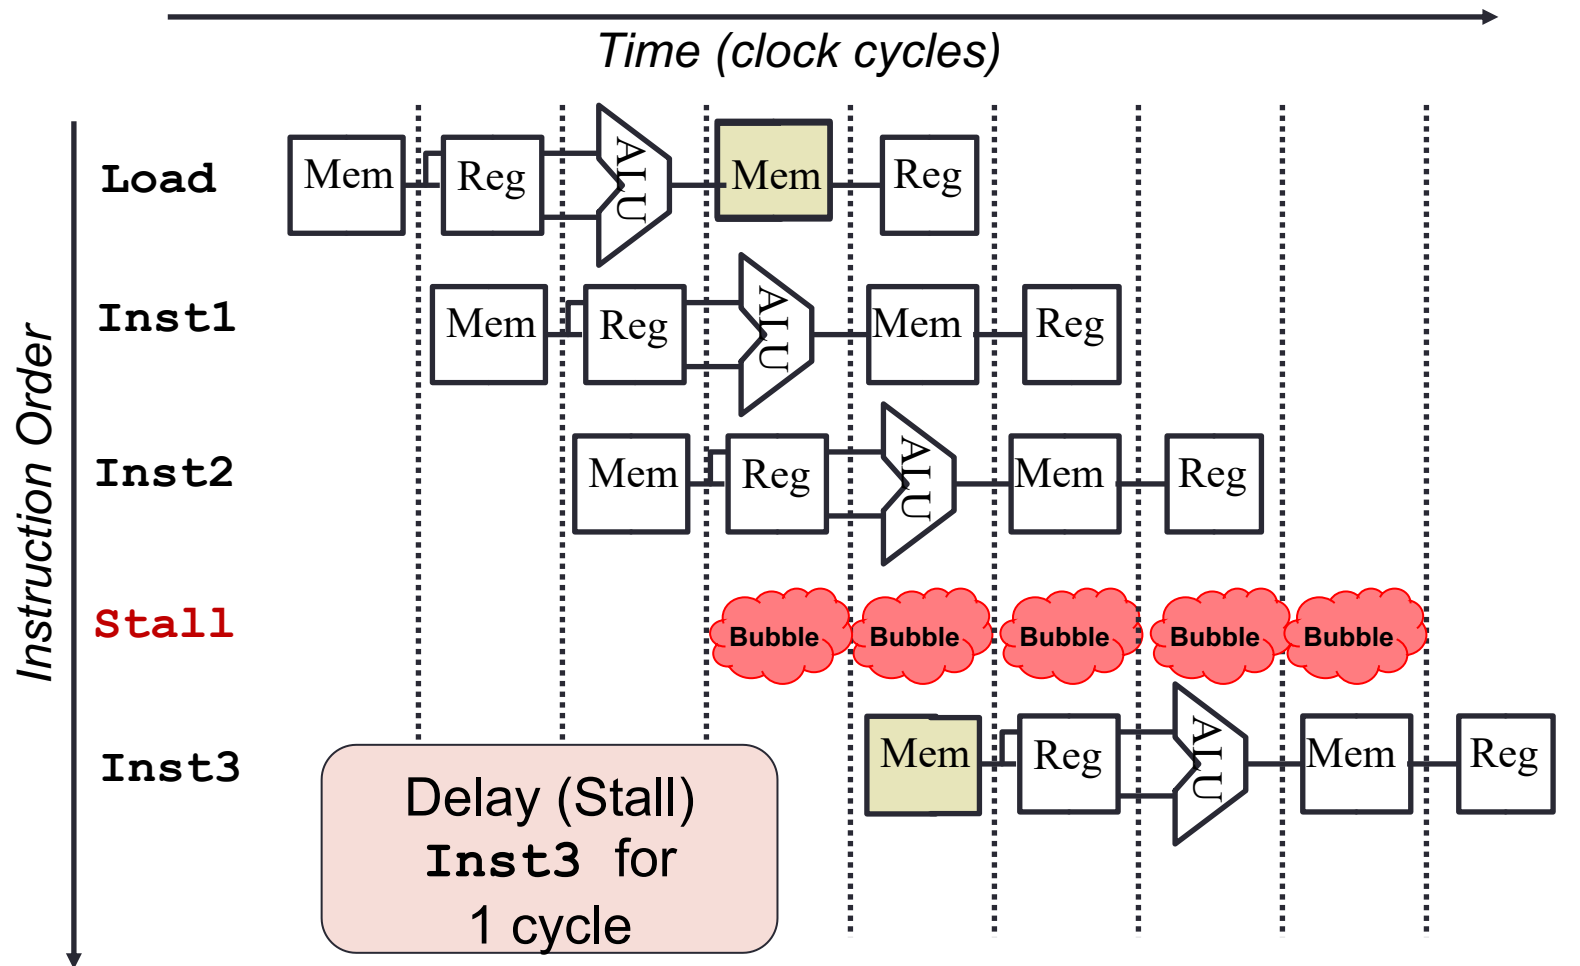 Time (clock cycles)
Instruction Order
Load Mem Reg ALU Mem Reg
Inst1 Mem Reg ALU Mem Reg
Inst2 Mem Reg ALU Mem Reg
Stall Bubble Bubble Bubble Bubble Bubble
Inst3 Mem Reg ALU Mem Reg
Delay (Stall)
Inst3 for
1 cycle